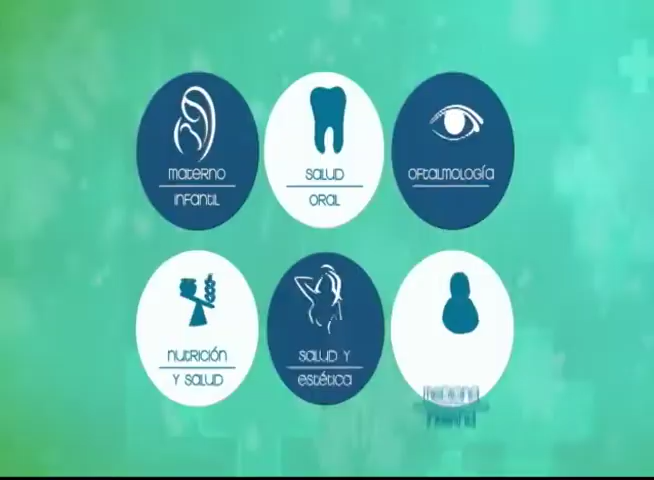 materno
infantil
salud
oral
oftalmología
nutrición
y salud
salud y
estética